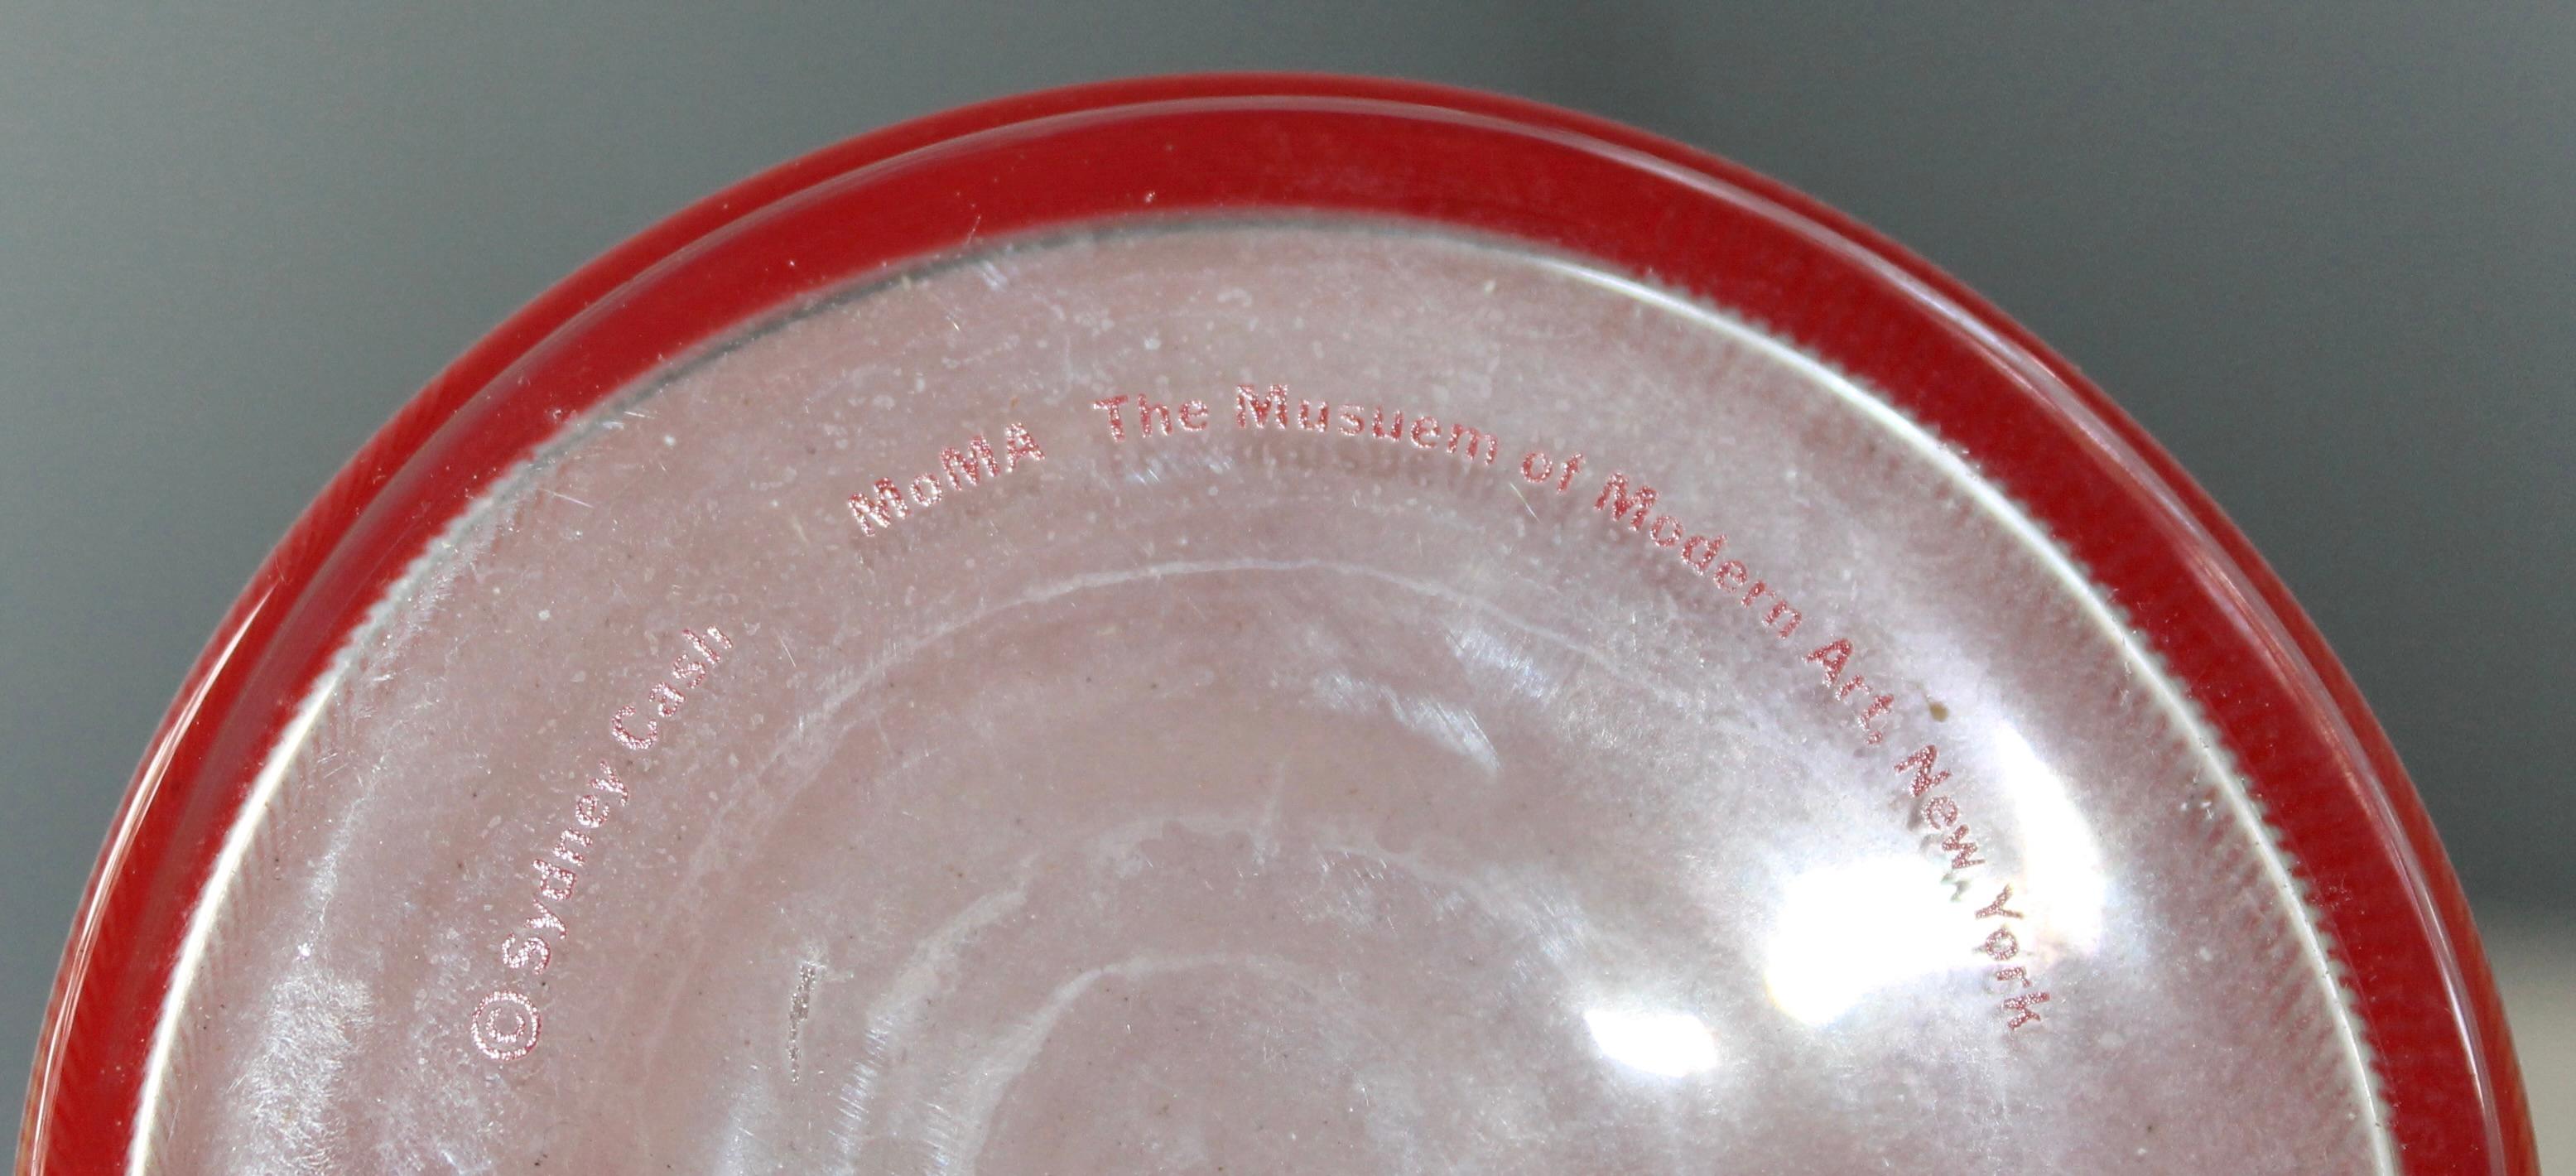 © Sydney Cash MoMA The Musuem of Modern Art, New York